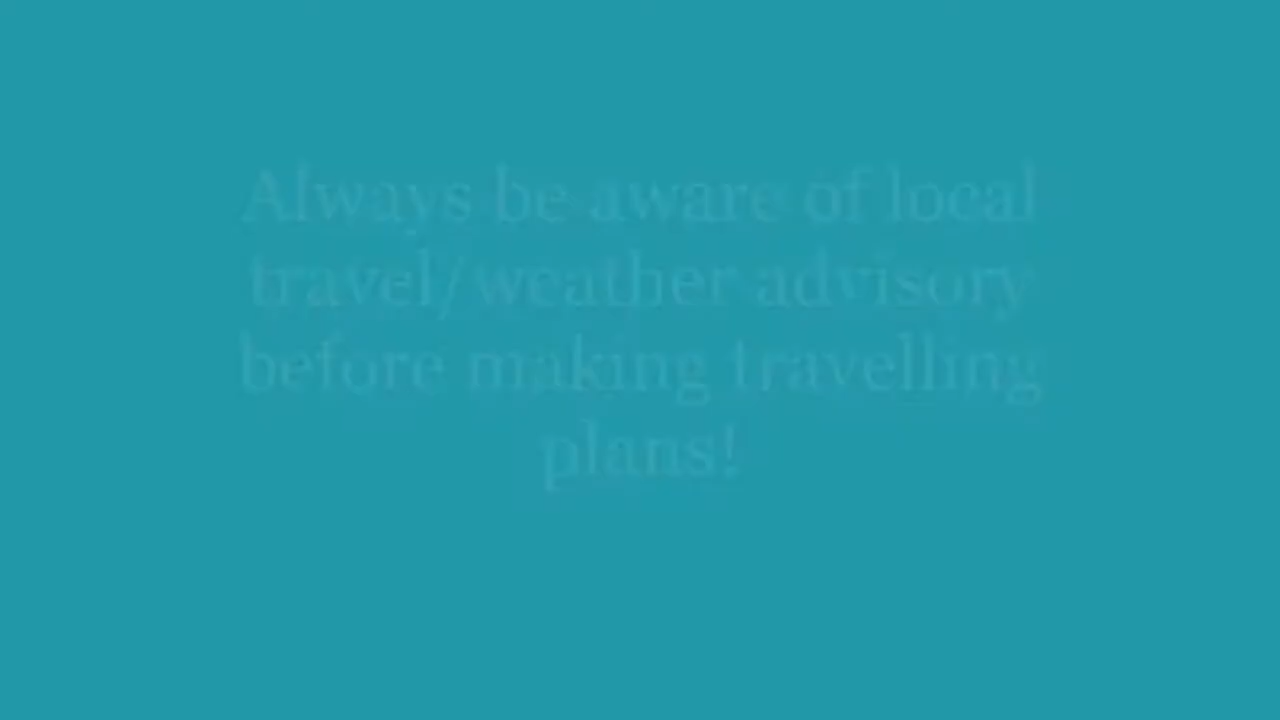 Always be aware of local
travel/weather advisory
before making travelling
plans!